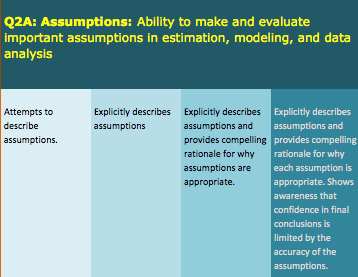 Q2A: Assumptions: Ability to make and evaluate
important assumptions in estimation, modeling, and data
analysis
Attempts to
describe
assumptions.
Explicitly describes
assumptions
Explicitly describes
assumptions and
provides compelling
rationale for why
assumptions are
appropriate.
Explicitly describes
assumptions and
provides compelling
rationale for why
each assumption is
appropriate. Shows
awareness that
confidence in final
conclusions is
limited by the
accuracy of the
assumptions.